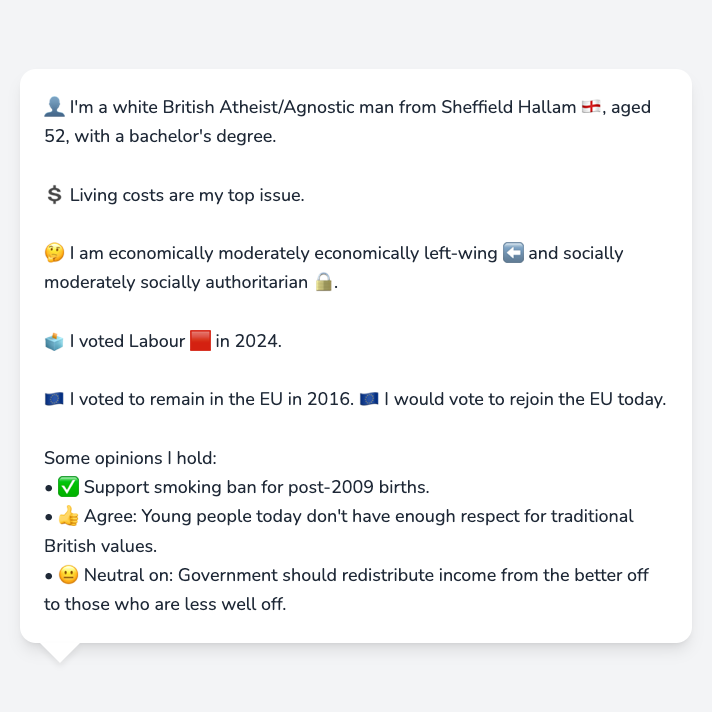 👤 I'm a white British Atheist/Agnostic man from Sheffield Hallam 🏴󠁧󠁢󠁥󠁮󠁧󠁿, aged
52, with a bachelor's degree.
💲 Living costs are my top issue.
🤔 I am economically moderately economically left-wing ⬅️ and socially
moderately socially authoritarian 🔒.
🗳️ I voted Labour 🟥 in 2024.
🇪🇺 I voted to remain in the EU in 2016. 🇪🇺 I would vote to rejoin the EU today.
Some opinions I hold:
• ✅ Support smoking ban for post-2009 births.
• 👍 Agree: Young people today don't have enough respect for traditional
British values.
• 😐 Neutral on: Government should redistribute income from the better off
to those who are less well off.